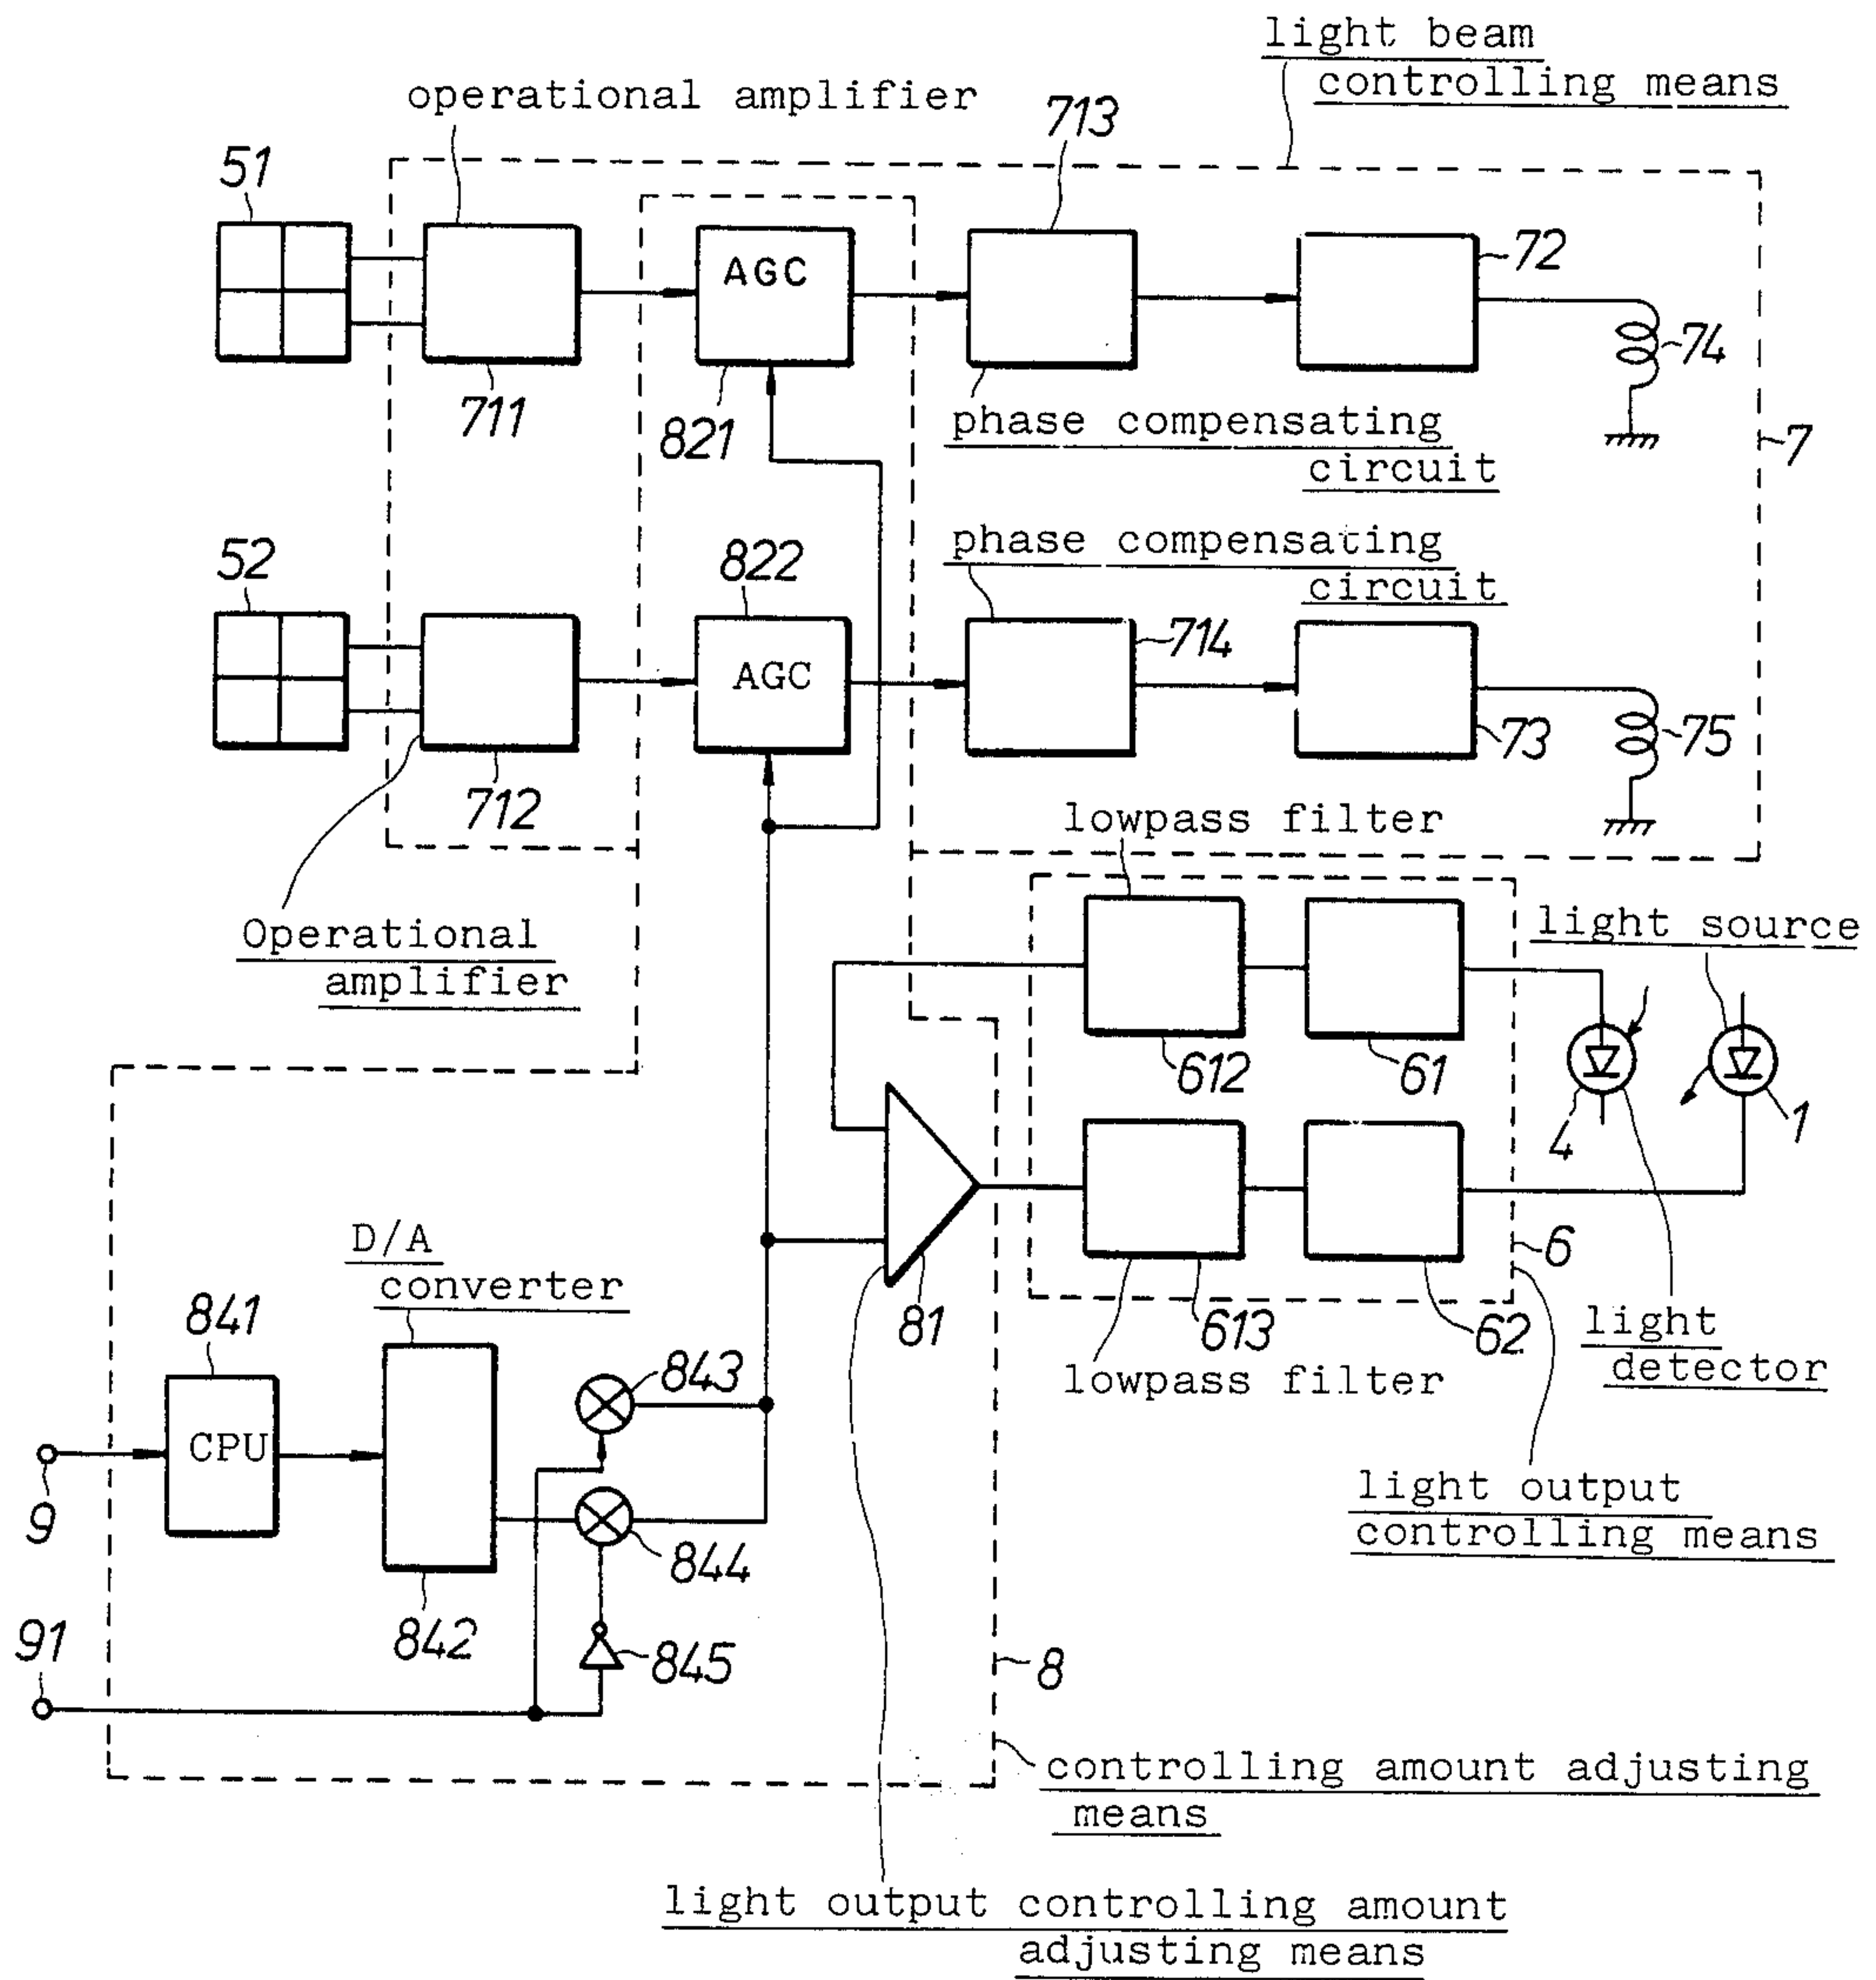 light beam
controlling means
operational amplifier
713
51
AGC
72
74
711
821
phase compensating
circuit
7
phase compensating
circuit
52
822
714
AGC
73
75
712
lowpass filter
Operational
amplifier
light source
612
61
4
1
D/A
converter
6
841
81
613
62
light
detector
843
lowpass filter
CPU
9
844
light output
controlling means
842
91
845
8
controlling amount adjusting
means
light output controlling amount
adjusting means